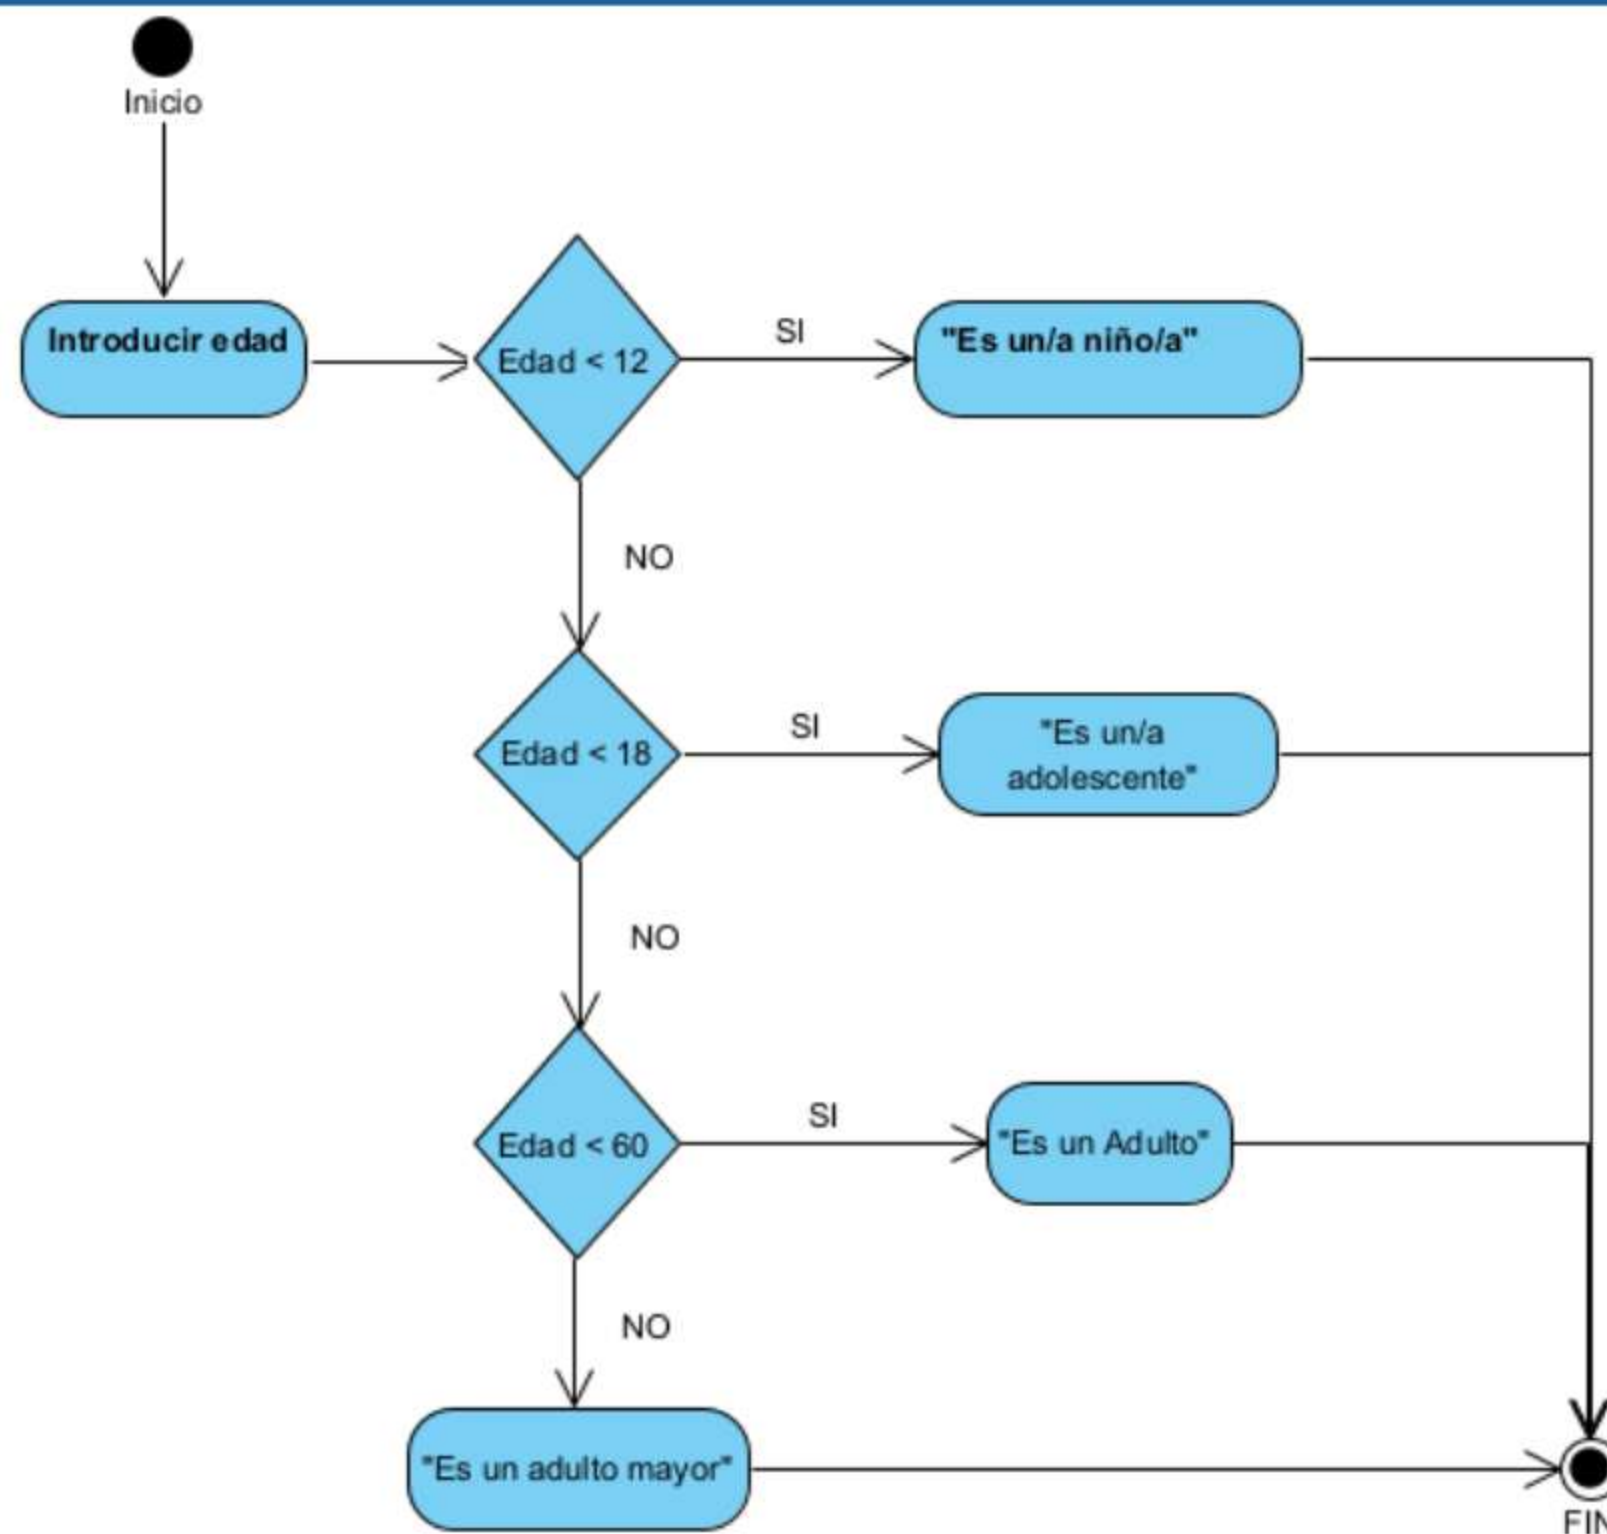 Inicio
Introducir edad
Edad < 12
SI
"Es un/a niño/a"
NO
Edad < 18
SI
"Es un/a
adolescente"
NO
Edad < 60
SI
"Es un Adulto"
NO
"Es un adulto mayor"
FIN